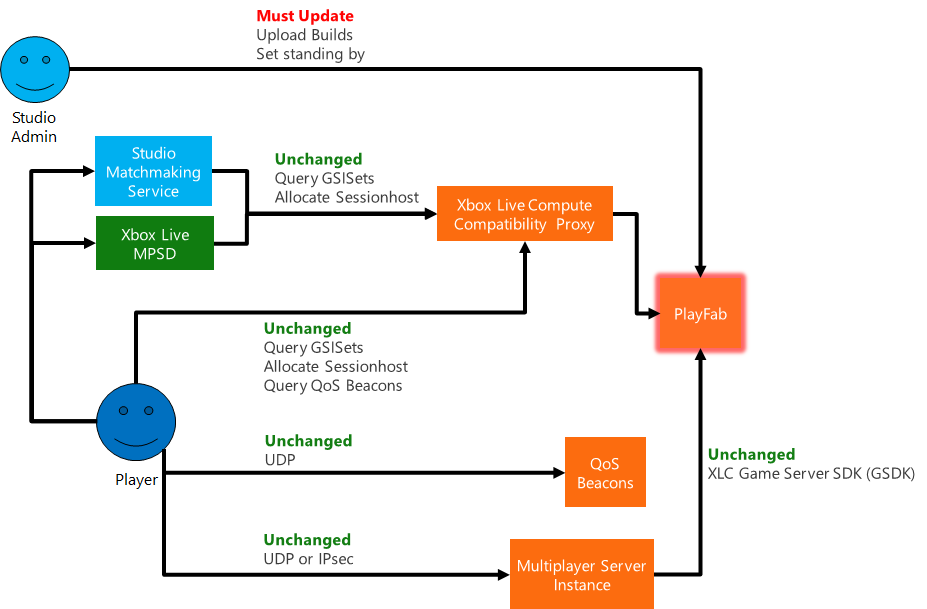 Must Update
Upload Builds
Set standing by
Studio
Admin
Studio
Matchmaking
Service
Unchanged
Query GSISets
Allocate Sessionhost
Xbox Live Compute
Compatibility Proxy
Xbox Live
MPSD
PlayFab
Unchanged
Query GSISets
Allocate Sessionhost
Query QoS Beacons
Player
Unchanged
UDP
QoS
Beacons
Unchanged
XLC Game Server SDK (GSDK)
Unchanged
UDP or IPsec
Multiplayer Server
Instance